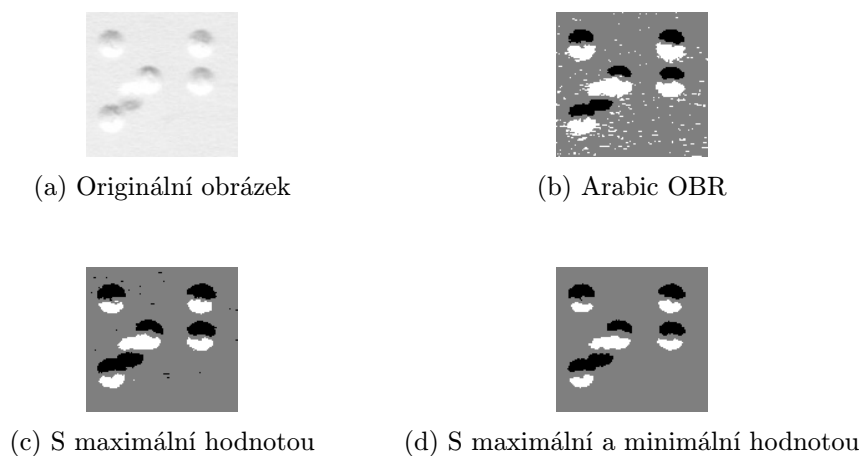 (a) Originální obrázek
(b) Arabic OBR
(c) S maximální hodnotou
(d) S maximální a minimální hodnotou